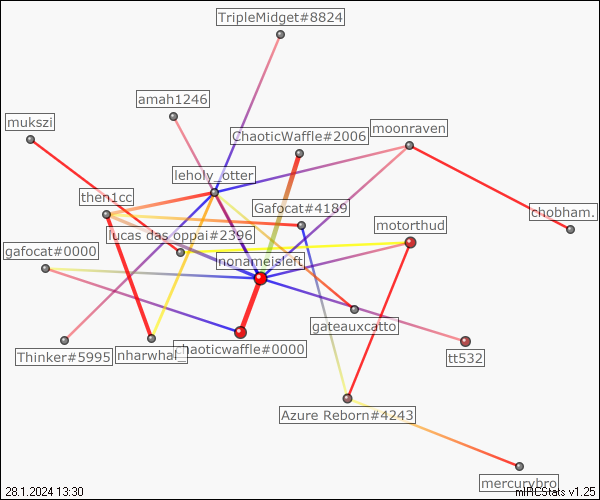 TripleMidget#8824
amah1246
mukszi
ChaoticWaffle#2006
moonraven
leholy_otter
then1cc
Gafocat#4189
chobham.
motorthud
lucas das oppai#2396
gafocat#0000
nonameisleft
gateauxcatto
Thinker#5995
nharwhal_
chaoticwaffle#0000
tt532
Azure Reborn#4243
mercurybro
28.1.2024 13:30
mIRCStats v1.25